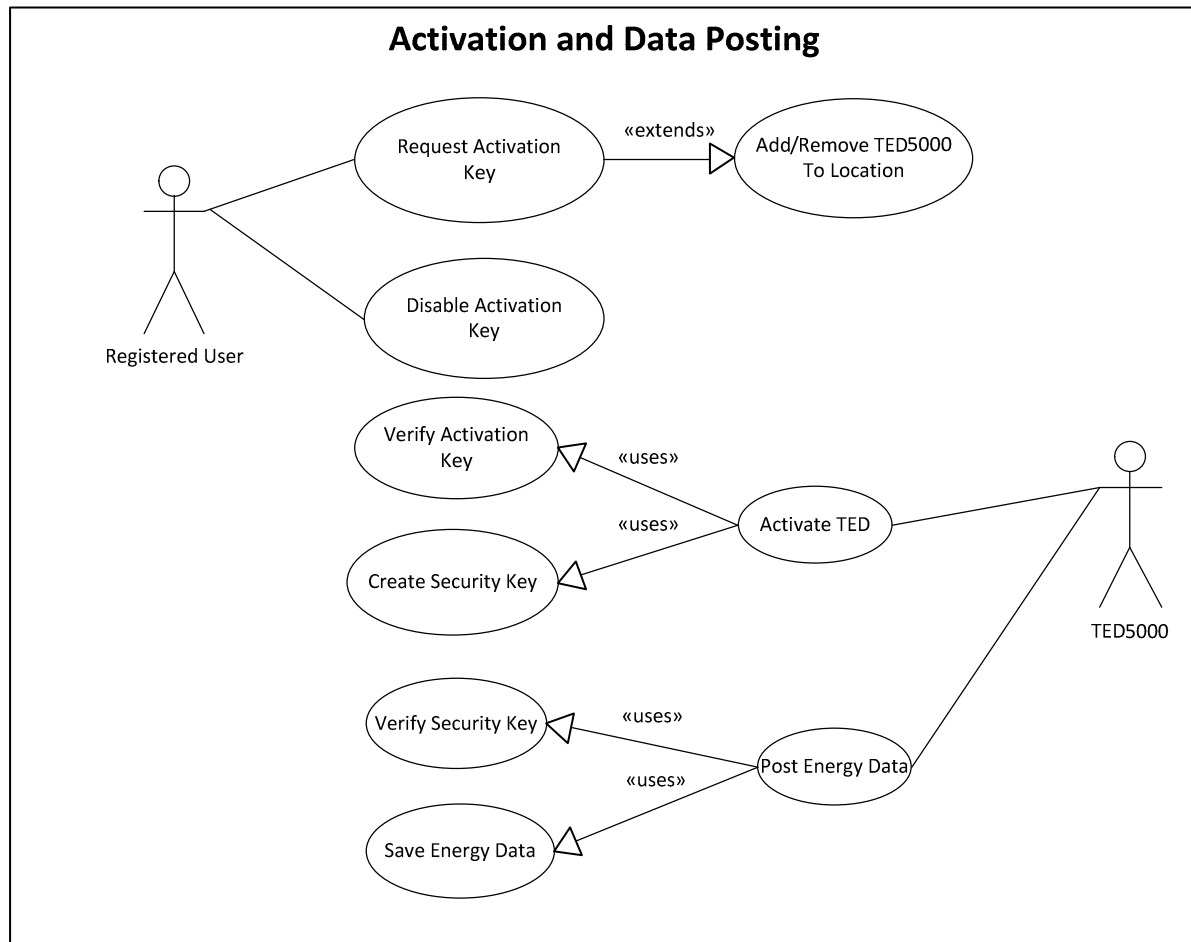 Activation and Data Posting
Request Activation
Key
«extends»
Add/Remove TED5000
To Location
Disable Activation
Key
Registered User
Verify Activation
Key
«uses»
«uses»
Activate TED
Create Security Key
TED5000
Verify Security Key
«uses»
«uses»
Post Energy Data
Save Energy Data